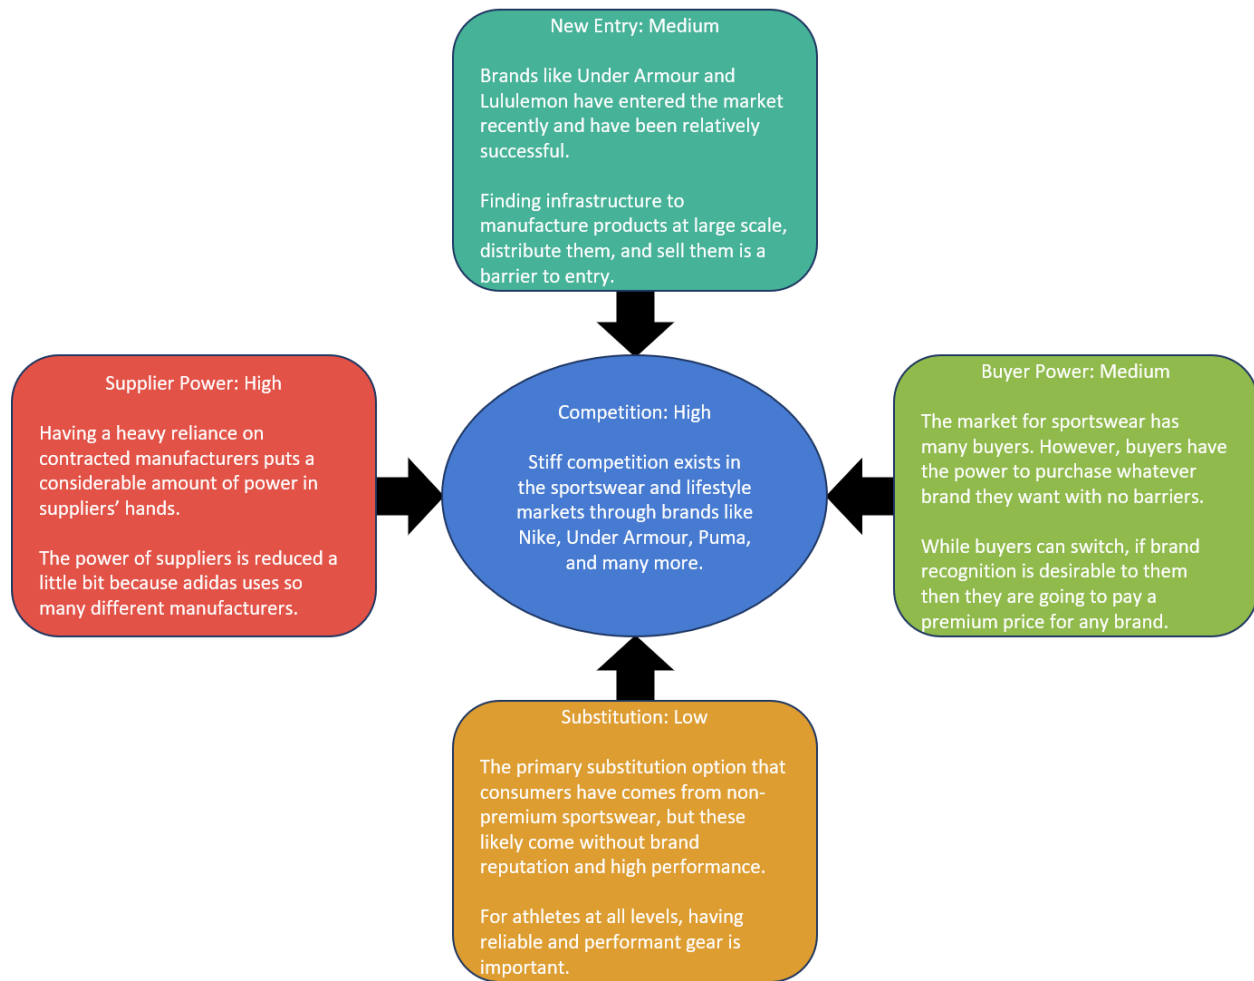 New Entry: Medium
Brands like Under Armour and
Lululemon have entered the market
recently and have been relatively
successful.
Finding infrastructure to
manufacture products at large scale,
distribute them, and sell them is a
barrier to entry.
Supplier Power: High
Having a heavy reliance on
contracted manufacturers puts a
considerable amount of power in
suppliers’ hands.
The power of suppliers is reduced a
little bit because adidas uses so
many different manufacturers.
Competition: High
Stiff competition exists in
the sportswear and lifestyle
markets through brands like
Nike, Under Armour, Puma,
and many more.
Buyer Power: Medium
The market for sportswear has
many buyers. However, buyers have
the power to purchase whatever
brand they want with no barriers.
While buyers can switch, if brand
recognition is desirable to them
then they are going to pay a
premium price for any brand.
Substitution: Low
The primary substitution option that
consumers have comes from non-
premium sportswear, but these
likely come without brand
reputation and high performance.
For athletes at all levels, having
reliable and performant gear is
important.